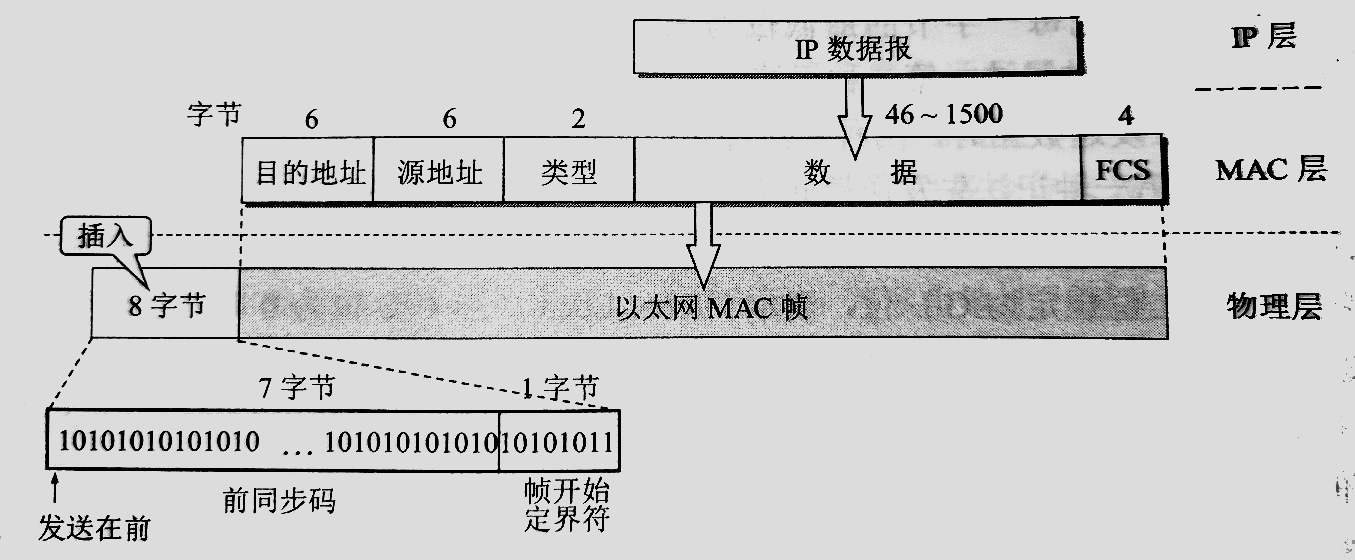 IP 数据报
IP 层
字节 6 6 2 46~1500 4
目的地址 源地址 类型 数 据 FCS
MAC 层
插入
8 字节 以太网 MAC 帧
物理层
7 字节 1 字节
10101010101010 … 101010101010 10101011
前同步码
帧开始
定界符
发送在前